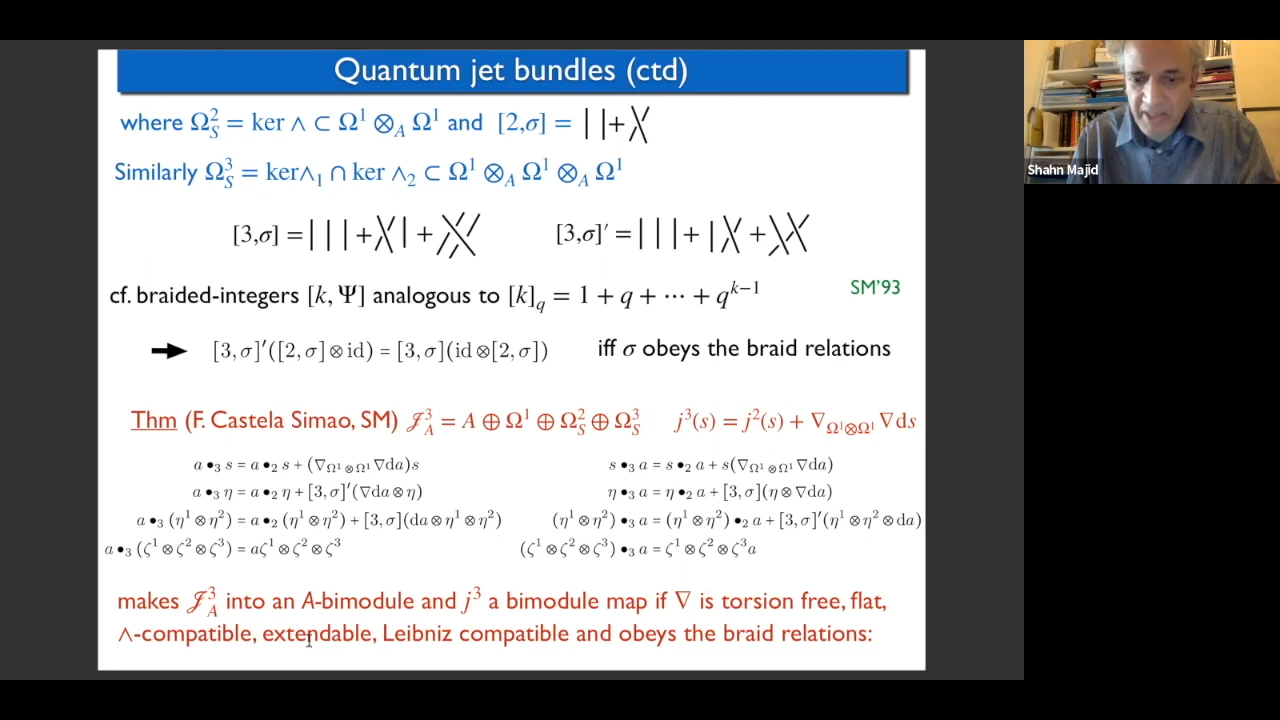 Quantum jet bundles (ctd)
where Ω²_S = ker ∧ ⊂ Ω¹ ⊗_A Ω¹ and [2,σ] = | | +
Similarly Ω³_S = ker∧₁ ∩ ker ∧₂ ⊂ Ω¹ ⊗_A Ω¹ ⊗_A Ω¹
[3,σ] = | | | + | + [3,σ]′ = | | | + | +
cf. braided-integers [k, Ψ] analogous to [k]_q = 1 + q + ⋯ + q^{k−1} SM'93
➡ [3,σ]′([2,σ]⊗id) = [3,σ](id⊗[2,σ]) iff σ obeys the braid relations
Thm (F. Castela Simao, SM) 𝒥³_A = A ⊕ Ω¹ ⊕ Ω²_S ⊕ Ω³_S j³(s) = j²(s) + ∇_{Ω¹⊗Ω¹}∇ds
a •₃ s = a •₂ s + (∇_{Ω¹⊗Ω¹}∇da)s s •₃ a = s •₂ a + s(∇_{Ω¹⊗Ω¹}∇da)
a •₃ η = a •₂ η + [3,σ]′(∇da ⊗ η) η •₃ a = η •₂ a + [3,σ](η ⊗ ∇da)
a •₃ (η¹ ⊗ η²) = a •₂ (η¹ ⊗ η²) + [3,σ](da ⊗ η¹ ⊗ η²) (η¹ ⊗ η²) •₃ a = (η¹ ⊗ η²) •₂ a + [3,σ]′(η¹ ⊗ η² ⊗ da)
a •₃ (ζ¹ ⊗ ζ² ⊗ ζ³) = aζ¹ ⊗ ζ² ⊗ ζ³ (ζ¹ ⊗ ζ² ⊗ ζ³) •₃ a = ζ¹ ⊗ ζ² ⊗ ζ³a
makes 𝒥³_A into an A-bimodule and j³ a bimodule map if ∇ is torsion free, flat,
∧-compatible, extendable, Leibniz compatible and obeys the braid relations:
Shahn Majid